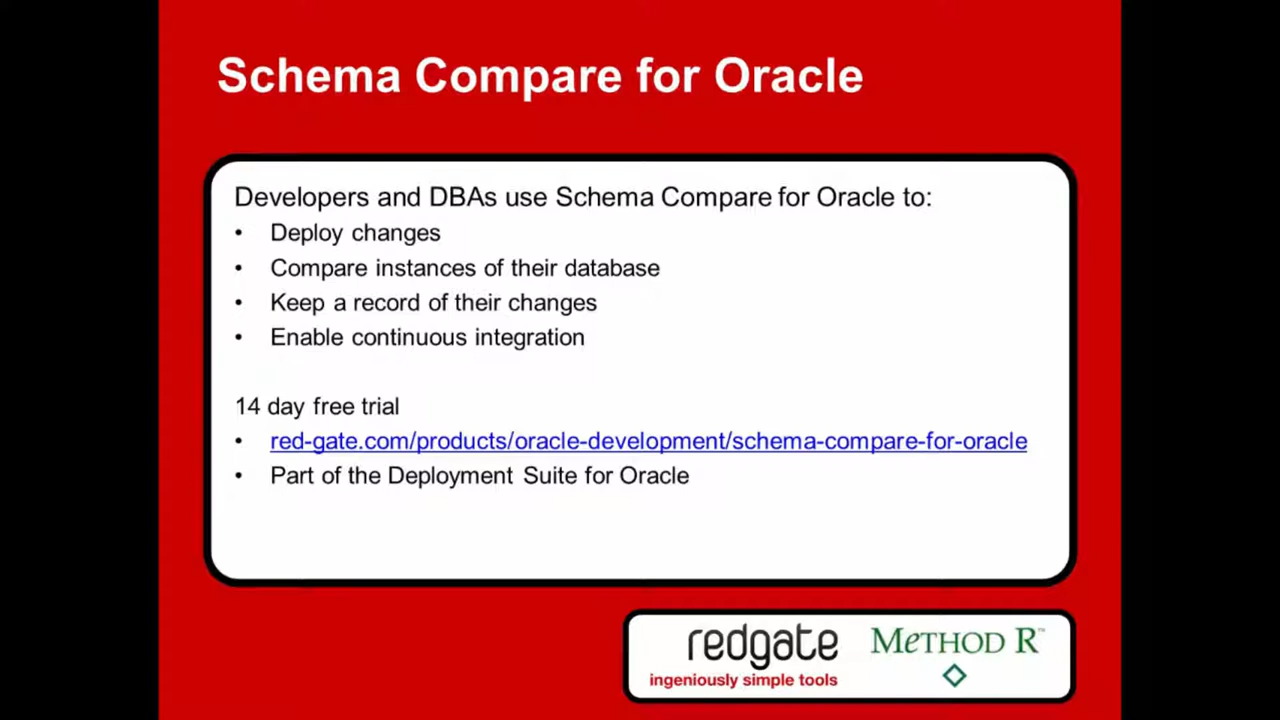 Schema Compare for Oracle
Developers and DBAs use Schema Compare for Oracle to:
• Deploy changes
• Compare instances of their database
• Keep a record of their changes
• Enable continuous integration
14 day free trial
• red-gate.com/products/oracle-development/schema-compare-for-oracle
• Part of the Deployment Suite for Oracle
redgate
ingeniously simple tools
METHOD R™